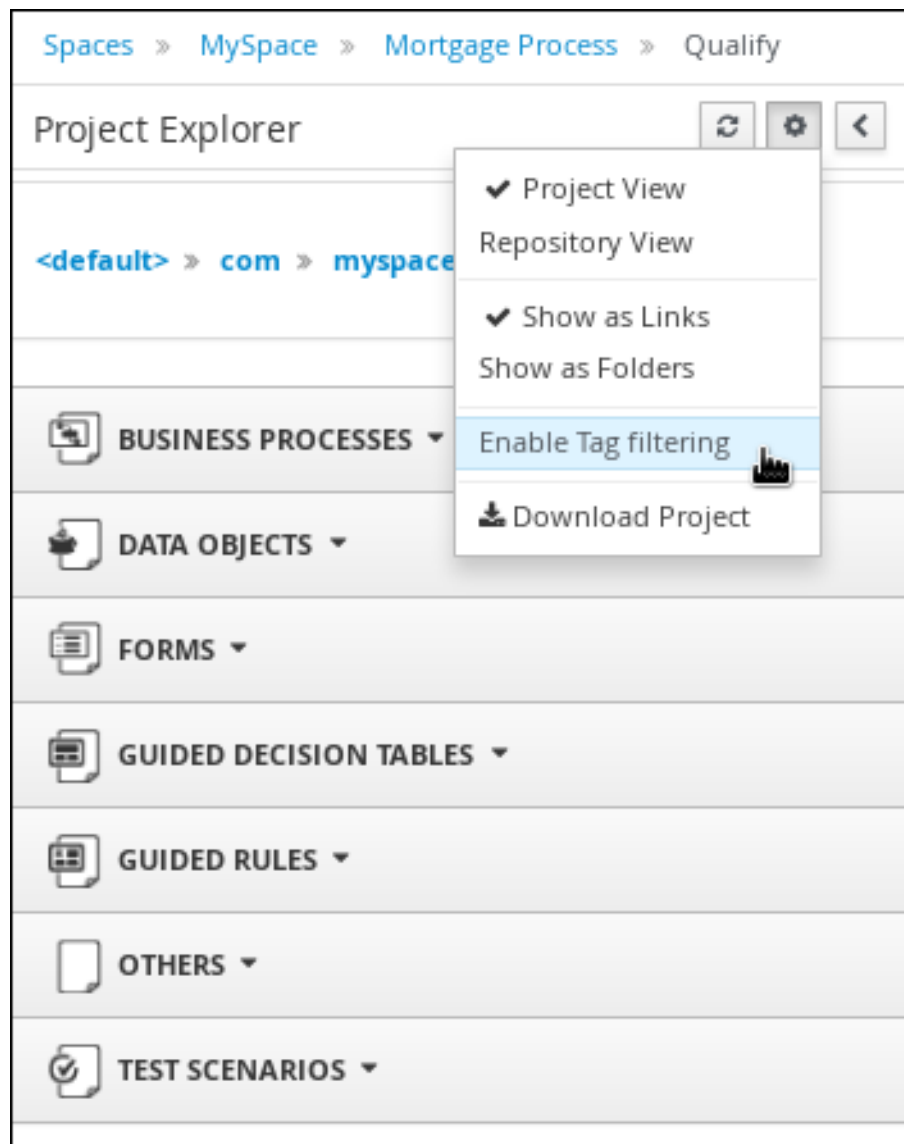 Spaces » MySpace » Mortgage Process » Qualify
Project Explorer
✔ Project View
Repository View
<default> » com » myspace
✔ Show as Links
Show as Folders
BUSINESS PROCESSES
Enable Tag filtering
Download Project
DATA OBJECTS
FORMS
GUIDED DECISION TABLES
GUIDED RULES
OTHERS
TEST SCENARIOS